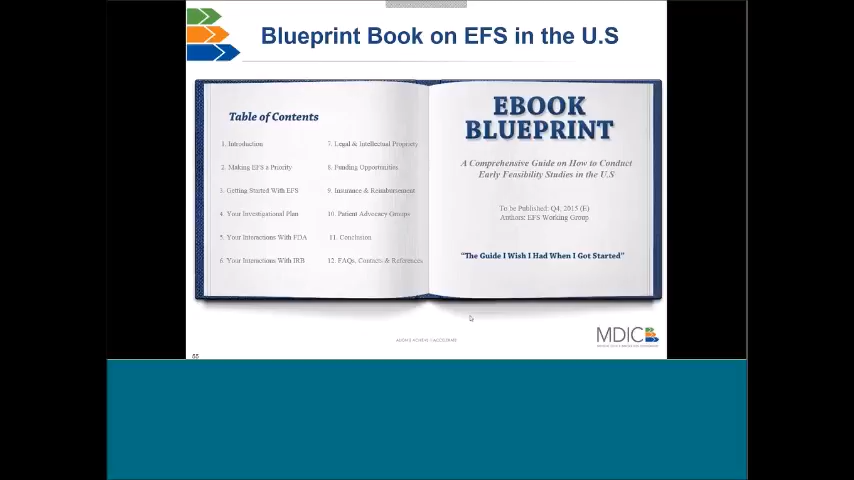 Blueprint Book on EFS in the U.S
Table of Contents
1. Introduction
2. Making EFS a Priority
3. Getting Started With EFS
4. Your Investigational Plan
5. Your Interactions With FDA
6. Your Interactions With IRB
7. Legal & Intellectual Property
8. Funding Opportunities
9. Insurance & Reimbursement
10. Patient Advocacy Groups
11. Conclusion
12. FAQs, Contacts & References
EBOOK
BLUEPRINT
A Comprehensive Guide on How to Conduct
Early Feasibility Studies in the U.S
To be Published: Q4, 2015 (E)
Authors: EFS Working Group
"The Guide I Wish I Had When I Got Started"
MDIC
55